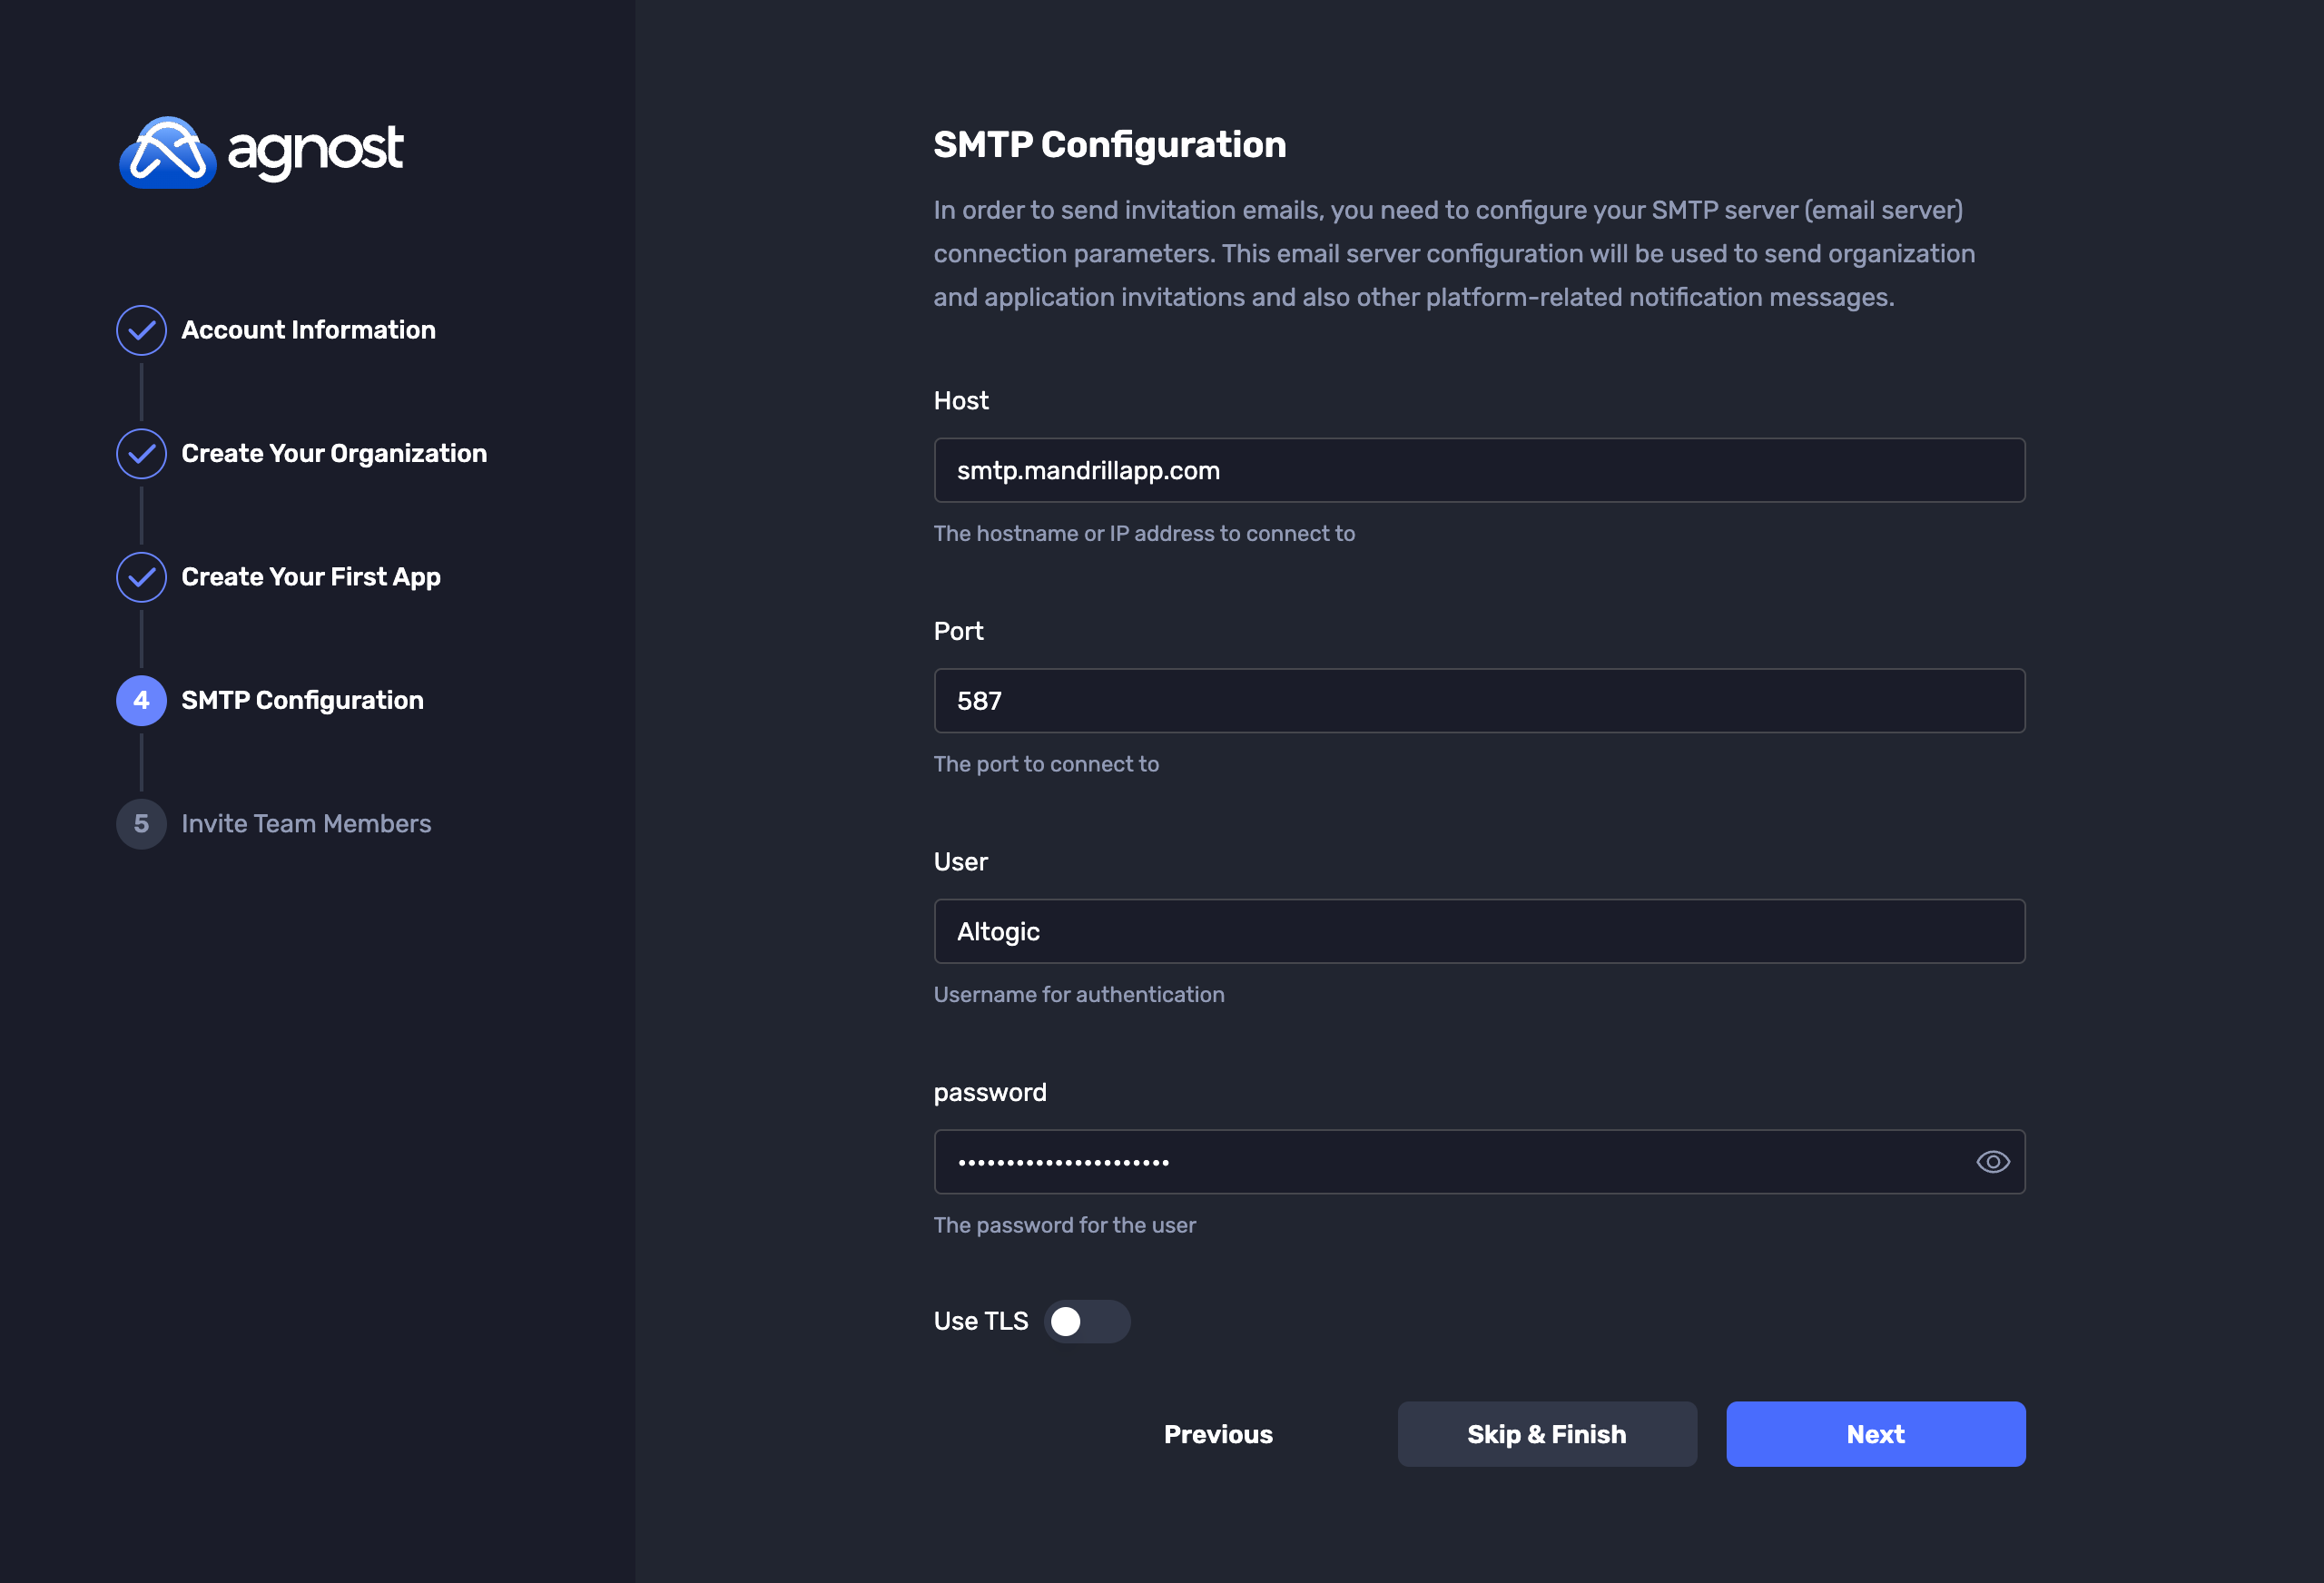 agnost
Account Information
Create Your Organization
Create Your First App
4 SMTP Configuration
5 Invite Team Members
SMTP Configuration
In order to send invitation emails, you need to configure your SMTP server (email server)
connection parameters. This email server configuration will be used to send organization
and application invitations and also other platform-related notification messages.
Host
smtp.mandrillapp.com
The hostname or IP address to connect to
Port
587
The port to connect to
User
Altogic
Username for authentication
password
••••••••••••••••••••••
The password for the user
Use TLS
Previous
Skip & Finish
Next